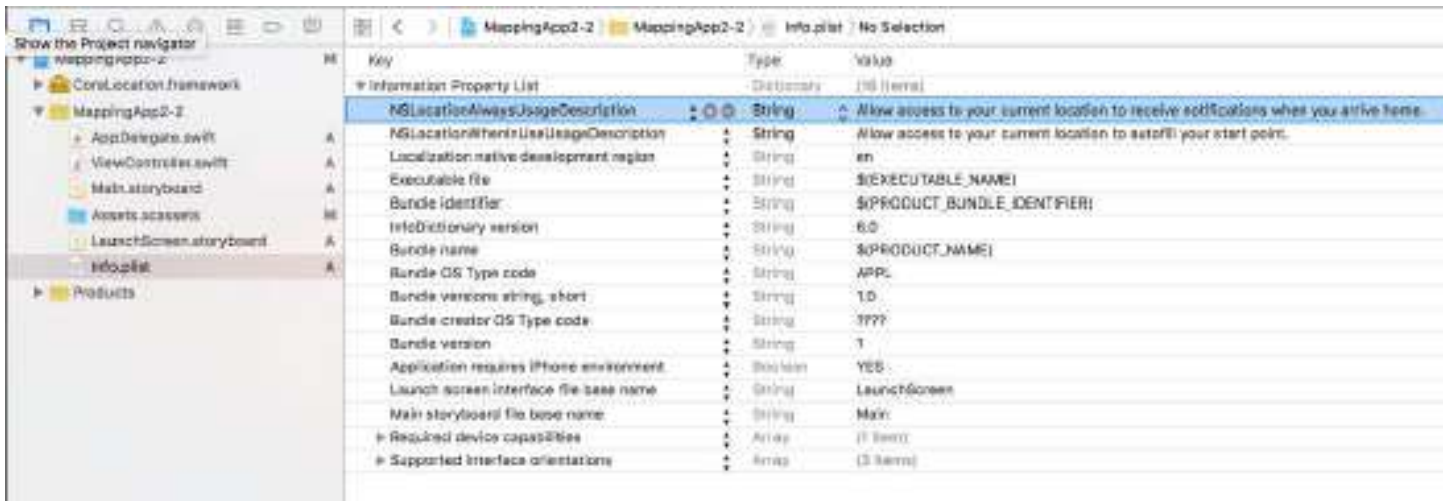 MappingApp2-2 MappingApp2-2 Info.plist No Selection
Show the Project navigator
MappingApp2-2 M
CoreLocation.framework
MappingApp2-2
AppDelegate.swift A
ViewController.swift A
Main.storyboard A
Assets.xcassets M
LaunchScreen.storyboard A
Info.plist A
Products
Key Type Value
Information Property List Dictionary (16 items)
NSLocationAlwaysUsageDescription String Allow access to your current location to receive notifications when you arrive home.
NSLocationWhenInUseUsageDescription String Allow access to your current location to autofill your start point.
Localization native development region String en
Executable file String $(EXECUTABLE_NAME)
Bundle identifier String $(PRODUCT_BUNDLE_IDENTIFIER)
InfoDictionary version String 6.0
Bundle name String $(PRODUCT_NAME)
Bundle OS Type code String APPL
Bundle versions string, short String 1.0
Bundle creator OS Type code String ????
Bundle version String 1
Application requires iPhone environment Boolean YES
Launch screen interface file base name String LaunchScreen
Main storyboard file base name String Main
Required device capabilities Array (1 item)
Supported interface orientations Array (3 items)